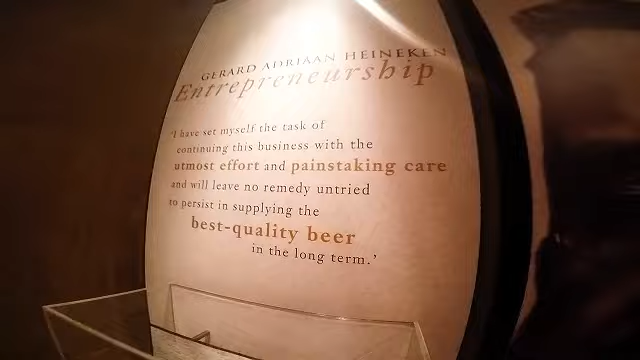 GERARD ADRIAAN HEINEKEN
Entrepreneurship
'I have set myself the task of
continuing this business with the
utmost effort and painstaking care
and will leave no remedy untried
to persist in supplying the
best-quality beer
in the long term.'